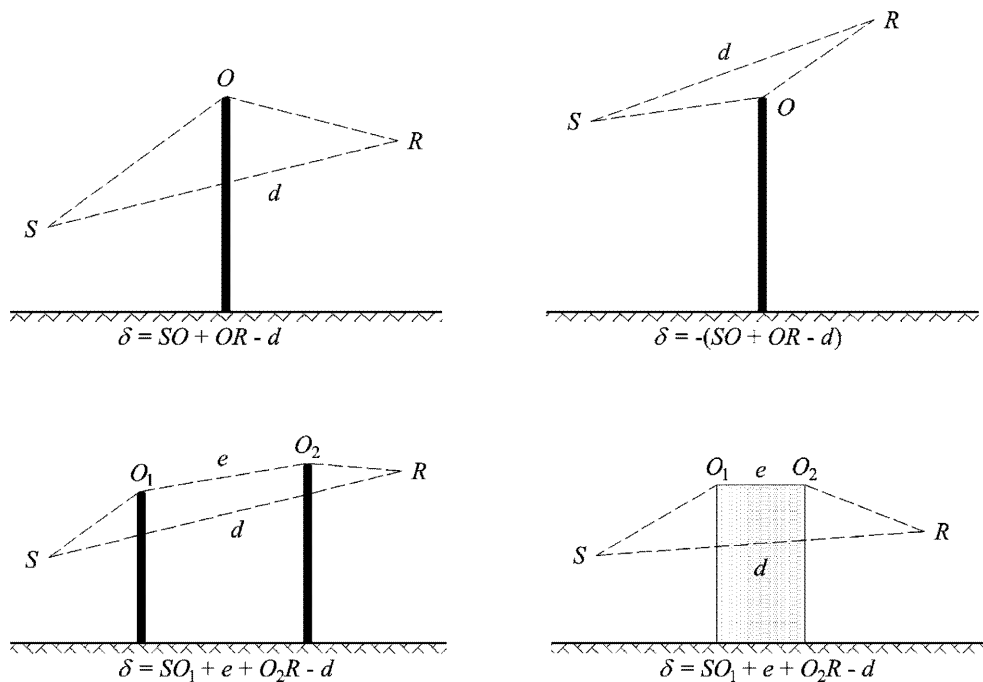 O
S
R
d
δ = SO + OR - d
R
d
S
O
δ = -(SO + OR - d)
O₁
e
O₂
R
d
S
δ = SO₁ + e + O₂R - d
O₁ e O₂
R
S
d
δ = SO₁ + e + O₂R - d